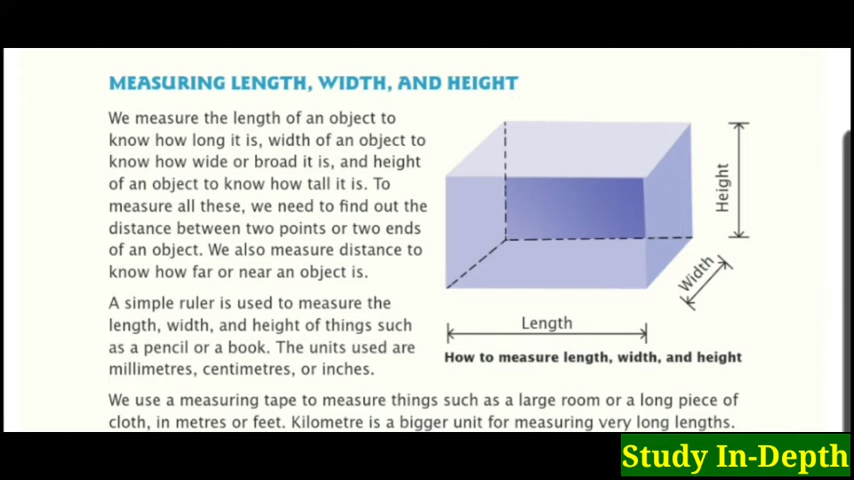 MEASURING LENGTH, WIDTH, AND HEIGHT
We measure the length of an object to
know how long it is, width of an object to
know how wide or broad it is, and height
of an object to know how tall it is. To
measure all these, we need to find out the
distance between two points or two ends
of an object. We also measure distance to
know how far or near an object is.
A simple ruler is used to measure the
length, width, and height of things such
as a pencil or a book. The units used are
millimetres, centimetres, or inches.
Height
Width
Length
How to measure length, width, and height
We use a measuring tape to measure things such as a large room or a long piece of
cloth, in metres or feet. Kilometre is a bigger unit for measuring very long lengths.
Study In-Depth